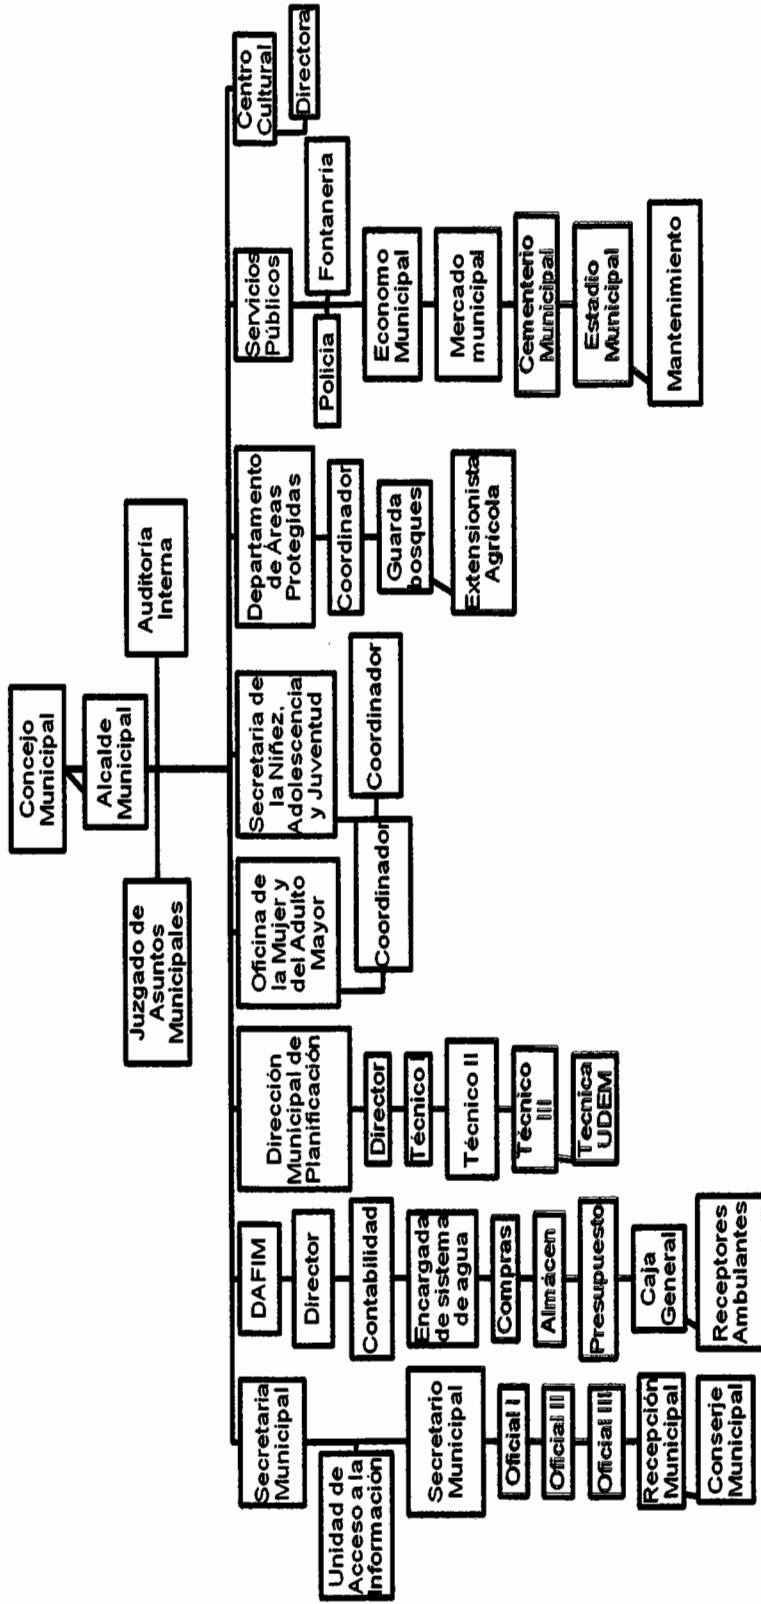 Concejo
Municipal
Alcalde
Municipal
Juzgado de
Asuntos
Municipales
Auditoría
Interna
Secretaria
Municipal
Unidad de
Acceso a la
Información
Secretario
Municipal
Oficial I
Oficial II
Oficial III
Recepción
Municipal
Conserje
Municipal
DAFIM
Director
Contabilidad
Encargada
de sistema
de agua
Compras
Almácen
Presupuesto
Caja
General
Receptores
Ambulantes
Dirección
Municipal de
Planificación
Director
Técnico I
Técnico II
Técnico
III
Tecnica
UDEM
Oficina de
la Mujer y
del Adulto
Mayor
Coordinador
Secretaria de
la Niñez,
Adolescencia
y Juventud
Coordinador
Departamento
de Áreas
Protegidas
Coordinador
Guarda
bosques
Extensionista
Agrícola
Servicios
Públicos
Policia
Fontanería
Economo
Municipal
Mercado
municipal
Cementerio
Municipal
Estadio
Municipal
Mantenimiento
Centro
Cultural
Directora